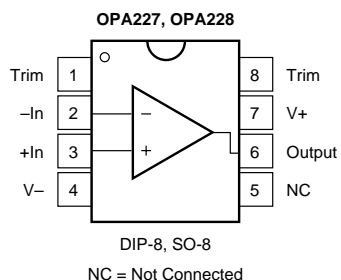 OPA227, OPA228
Trim 1 8 Trim
–In 2 – 7 V+
+In 3 + 6 Output
V– 4 5 NC
DIP-8, SO-8
NC = Not Connected